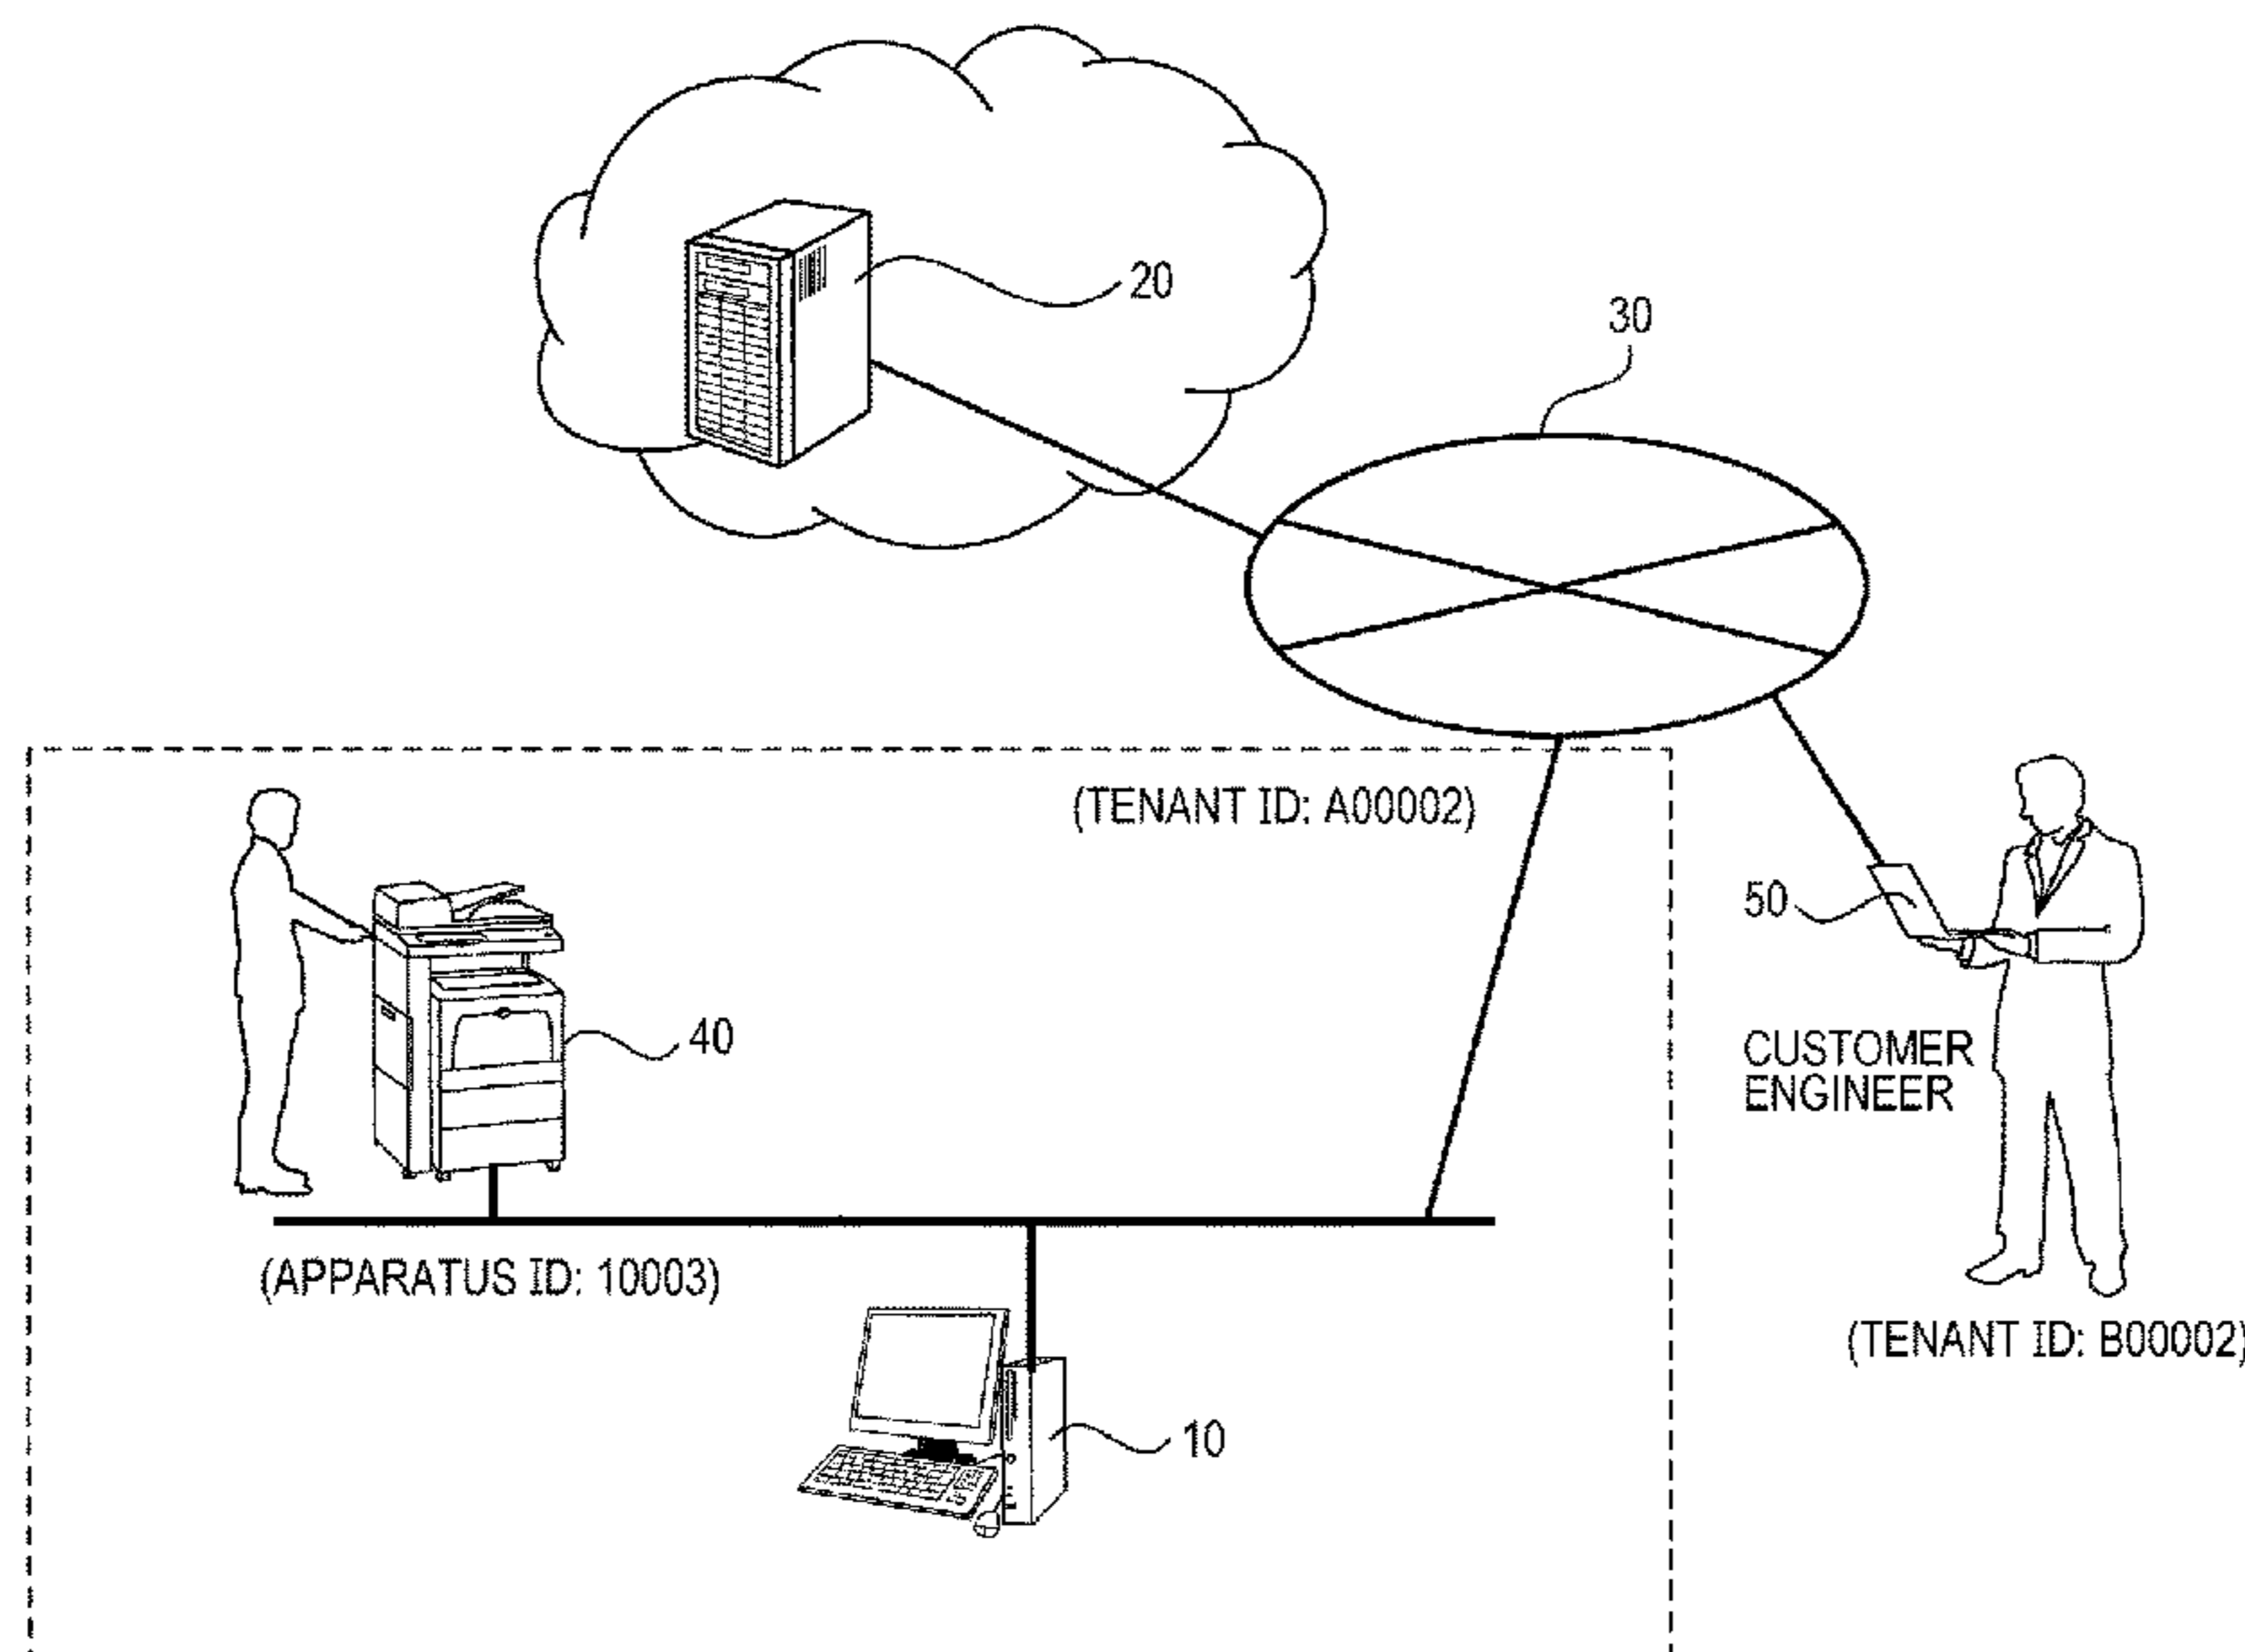 20
30
(TENANT ID: A00002)
50
40
CUSTOMER
ENGINEER
(APPARATUS ID: 10003)
(TENANT ID: B00002)
10